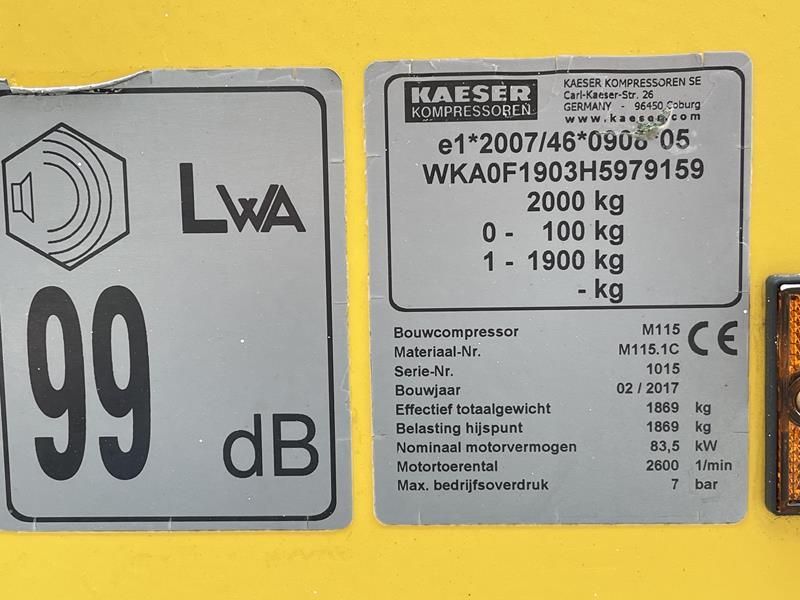 LWA
99
dB
KAESER
KOMPRESSOREN
KAESER KOMPRESSOREN SE
Carl-Kaeser-Str. 26
GERMANY - 96450 Coburg
www.kaeser.com
e1*2007/46*0908*05
WKA0F1903H5979159
2000 kg
0 - 100 kg
1 - 1900 kg
- kg
Bouwcompressor M115
Materiaal-Nr. M115.1C
Serie-Nr. 1015
Bouwjaar 02 / 2017
Effectief totaalgewicht 1869 kg
Belasting hijspunt 1869 kg
Nominaal motorvermogen 83,5 kW
Motortoerental 2600 1/min
Max. bedrijfsoverdruk 7 bar
CE